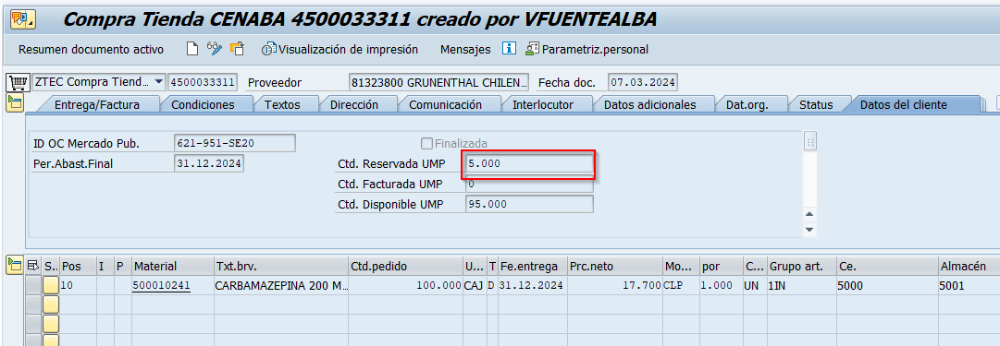 Compra Tienda CENABA 4500033311 creado por VFUENTEALBA
Resumen documento activo Visualización de impresión Mensajes Parametriz.personal
ZTEC Compra Tiend... 4500033311 Proveedor 81323800 GRUNENTHAL CHILEN... Fecha doc. 07.03.2024
Entrega/Factura Condiciones Textos Dirección Comunicación Interlocutor Datos adicionales Dat.org. Status Datos del cliente
ID OC Mercado Pub. 621-951-SE20 Finalizada
Per.Abast.Final 31.12.2024 Ctd. Reservada UMP 5.000
Ctd. Facturada UMP 0
Ctd. Disponible UMP 95.000
S.. Pos I P Material Txt.brv. Ctd.pedido U... T Fe.entrega Prc.neto Mo... por C... Grupo art. Ce. Almacén
10 500010241 CARBAMAZEPINA 200 M... 100.000 CAJ D 31.12.2024 17.700 CLP 1.000 UN 1IN 5000 5001